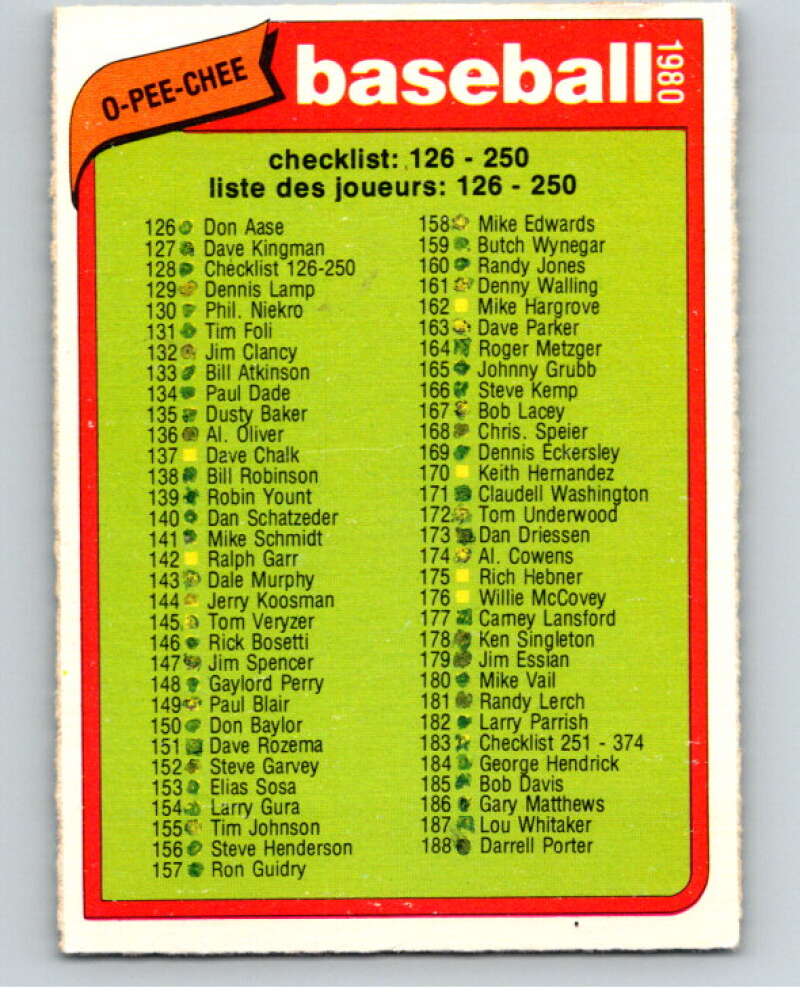 O-PEE-CHEE
baseball
1980
checklist: 126 - 250
liste des joueurs: 126 - 250
126 Don Aase
127 Dave Kingman
128 Checklist 126-250
129 Dennis Lamp
130 Phil. Niekro
131 Tim Foli
132 Jim Clancy
133 Bill Atkinson
134 Paul Dade
135 Dusty Baker
136 Al. Oliver
137 Dave Chalk
138 Bill Robinson
139 Robin Yount
140 Dan Schatzeder
141 Mike Schmidt
142 Ralph Garr
143 Dale Murphy
144 Jerry Koosman
145 Tom Veryzer
146 Rick Bosetti
147 Jim Spencer
148 Gaylord Perry
149 Paul Blair
150 Don Baylor
151 Dave Rozema
152 Steve Garvey
153 Elias Sosa
154 Larry Gura
155 Tim Johnson
156 Steve Henderson
157 Ron Guidry
158 Mike Edwards
159 Butch Wynegar
160 Randy Jones
161 Denny Walling
162 Mike Hargrove
163 Dave Parker
164 Roger Metzger
165 Johnny Grubb
166 Steve Kemp
167 Bob Lacey
168 Chris. Speier
169 Dennis Eckersley
170 Keith Hernandez
171 Claudell Washington
172 Tom Underwood
173 Dan Driessen
174 Al. Cowens
175 Rich Hebner
176 Willie McCovey
177 Carney Lansford
178 Ken Singleton
179 Jim Essian
180 Mike Vail
181 Randy Lerch
182 Larry Parrish
183 Checklist 251 - 374
184 George Hendrick
185 Bob Davis
186 Gary Matthews
187 Lou Whitaker
188 Darrell Porter